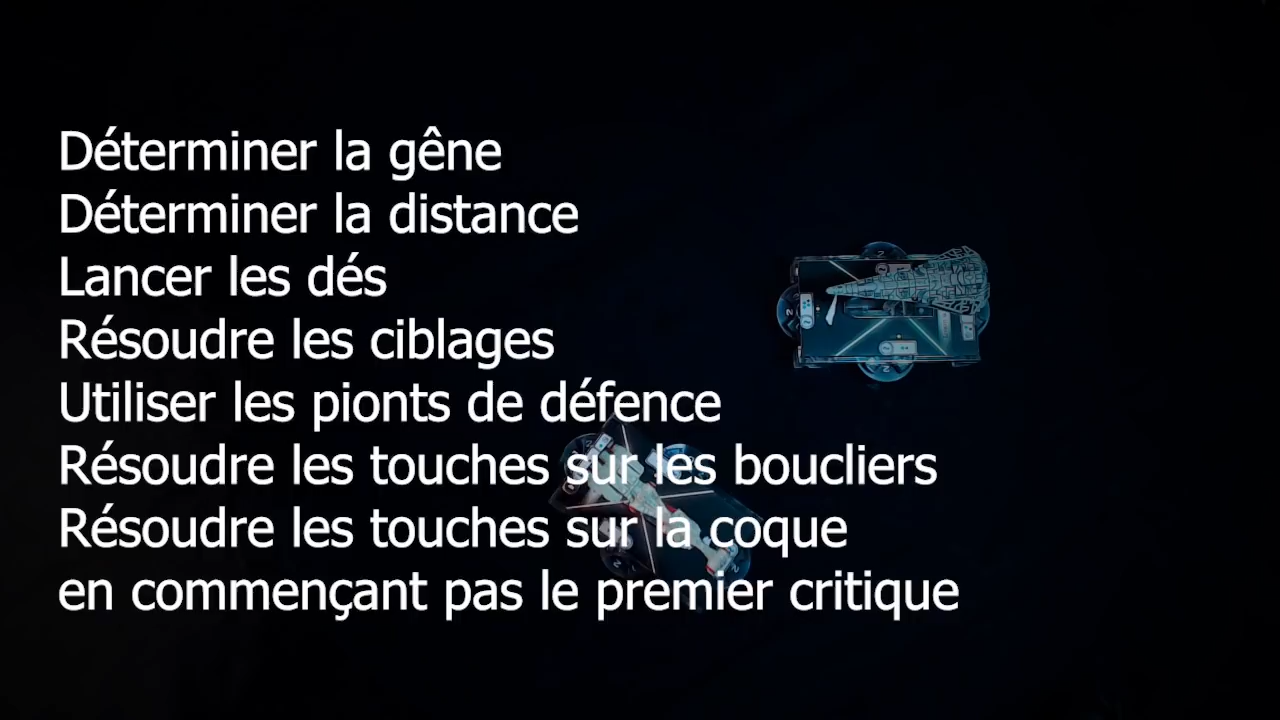 Déterminer la gêne
Déterminer la distance
Lancer les dés
Résoudre les ciblages
Utiliser les pionts de défence
Résoudre les touches sur les boucliers
Résoudre les touches sur la coque
en commençant pas le premier critique